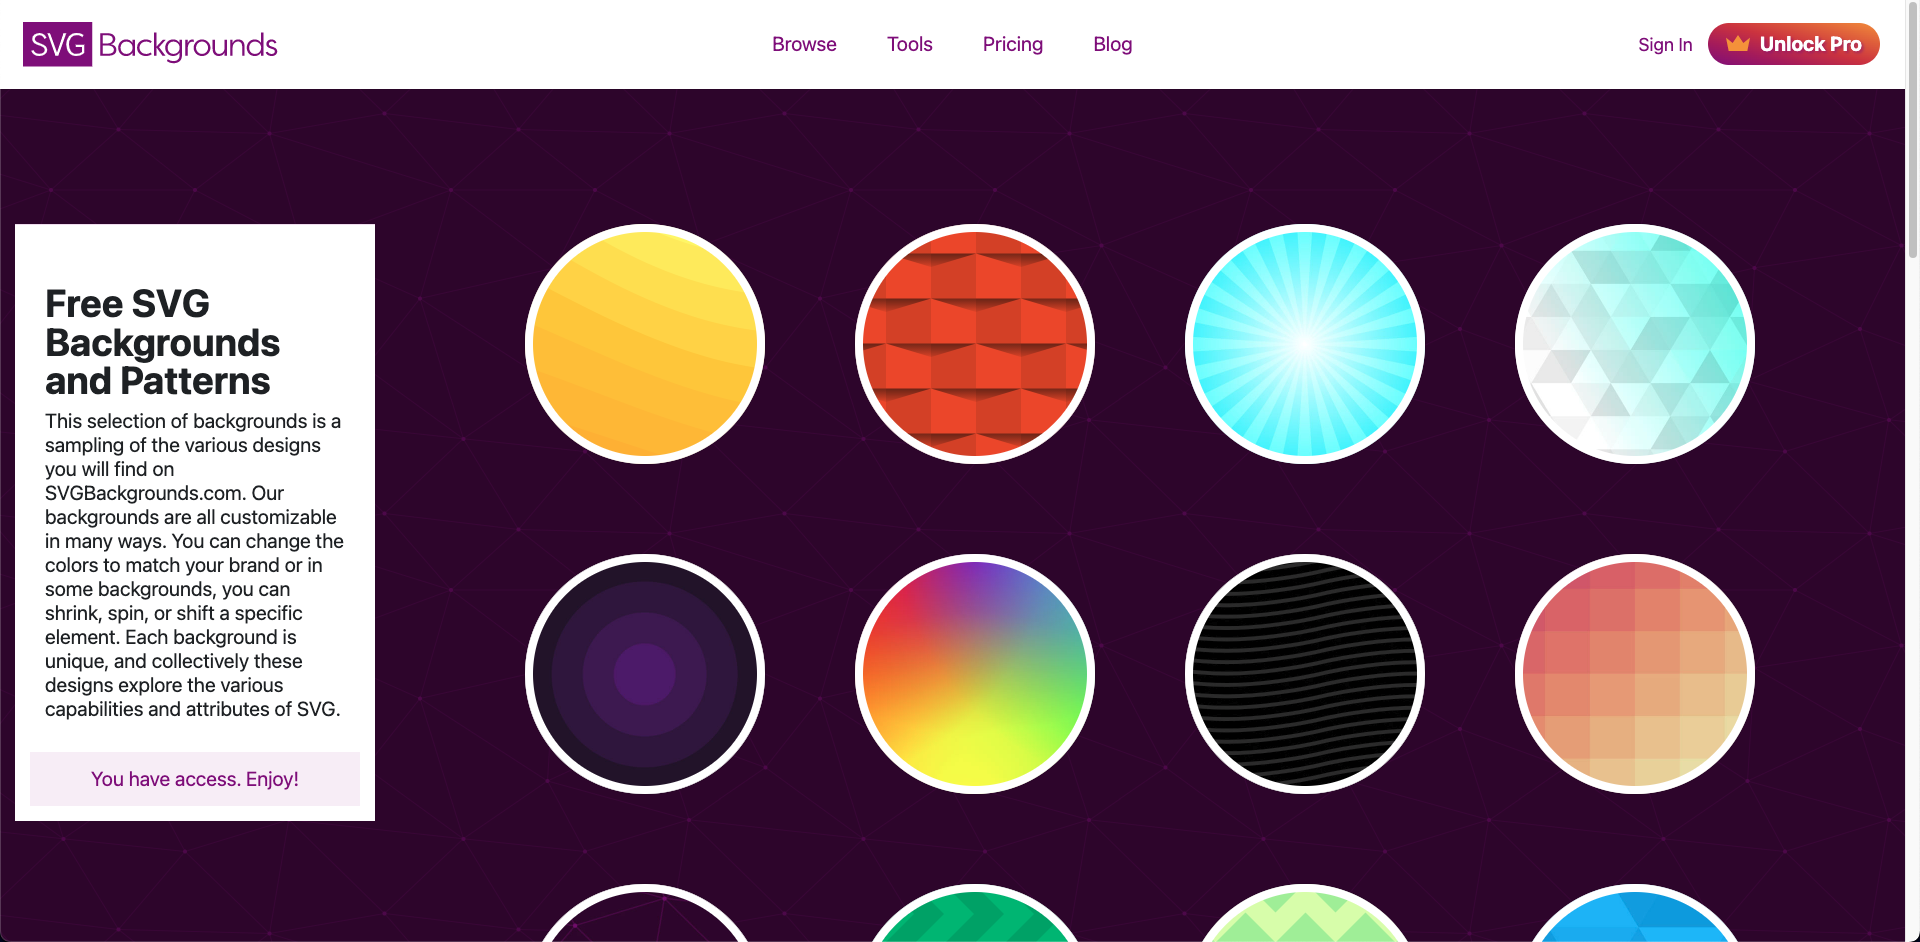 SVG Backgrounds
Browse
Tools
Pricing
Blog
Sign In
Unlock Pro
Free SVG
Backgrounds
and Patterns
This selection of backgrounds is a
sampling of the various designs
you will find on
SVGBackgrounds.com. Our
backgrounds are all customizable
in many ways. You can change the
colors to match your brand or in
some backgrounds, you can
shrink, spin, or shift a specific
element. Each background is
unique, and collectively these
designs explore the various
capabilities and attributes of SVG.
You have access. Enjoy!